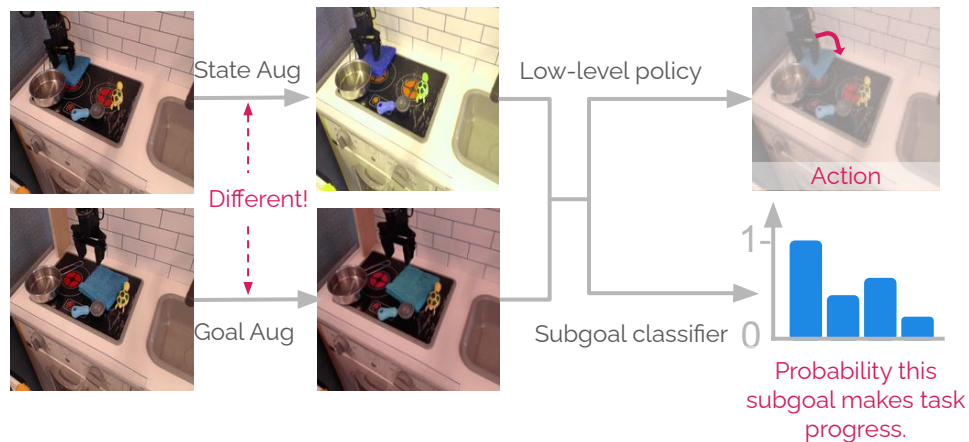 State Aug
Low-level policy
Different!
Action
Goal Aug
1-
0
Subgoal classifier
Probability this
subgoal makes task
progress.